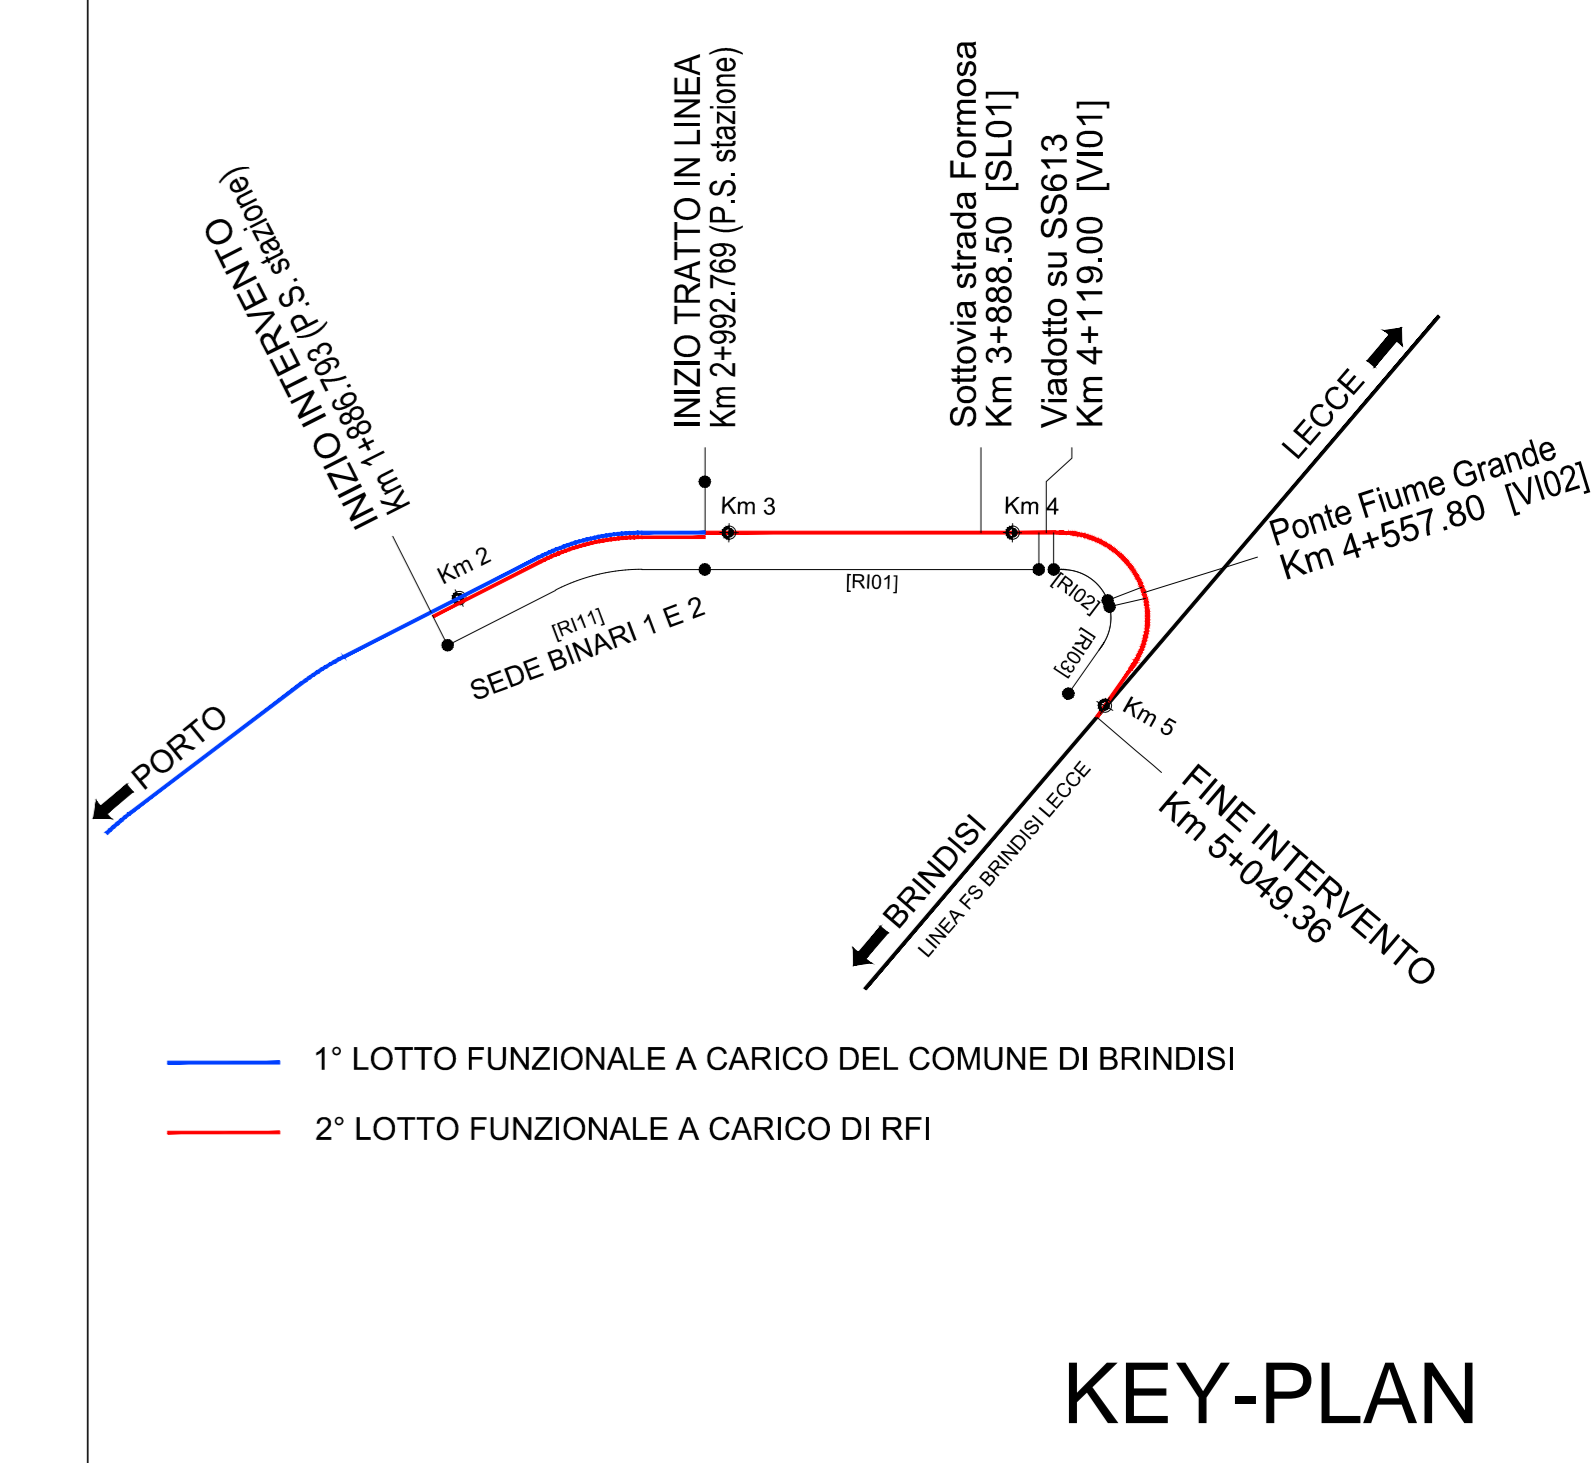 INIZIO INTERVENTO
Km 1+886.793 (P.S. stazione)
INIZIO TRATTO IN LINEA
Km 2+992.769 (P.S. stazione)
Sottovia strada Formosa
Km 3+888.50 [SL01]
Viadotto su SS613
Km 4+119.00 [VI01]
LECCE
Ponte Fiume Grande
Km 4+557.80 [VI02]
Km 2
Km 3
Km 4
[RI11]
SEDE BINARI 1 E 2
[RI01]
[RI02]
[RI03]
Km 5
PORTO
BRINDISI
LINEA FS BRINDISI LECCE
FINE INTERVENTO
Km 5+049.36
1° LOTTO FUNZIONALE A CARICO DEL COMUNE DI BRINDISI
2° LOTTO FUNZIONALE A CARICO DI RFI
KEY-PLAN